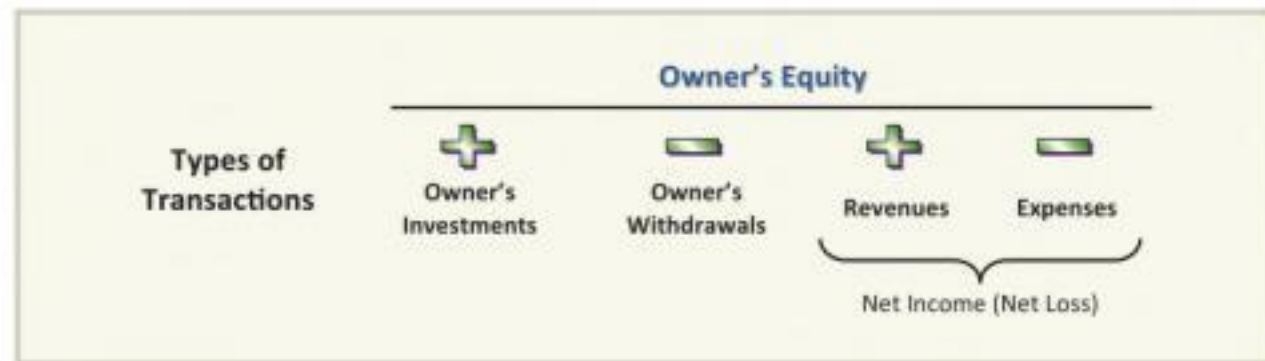 Owner's Equity
Types of
Transactions
Owner's
Investments
Owner's
Withdrawals
Revenues
Expenses
Net Income (Net Loss)